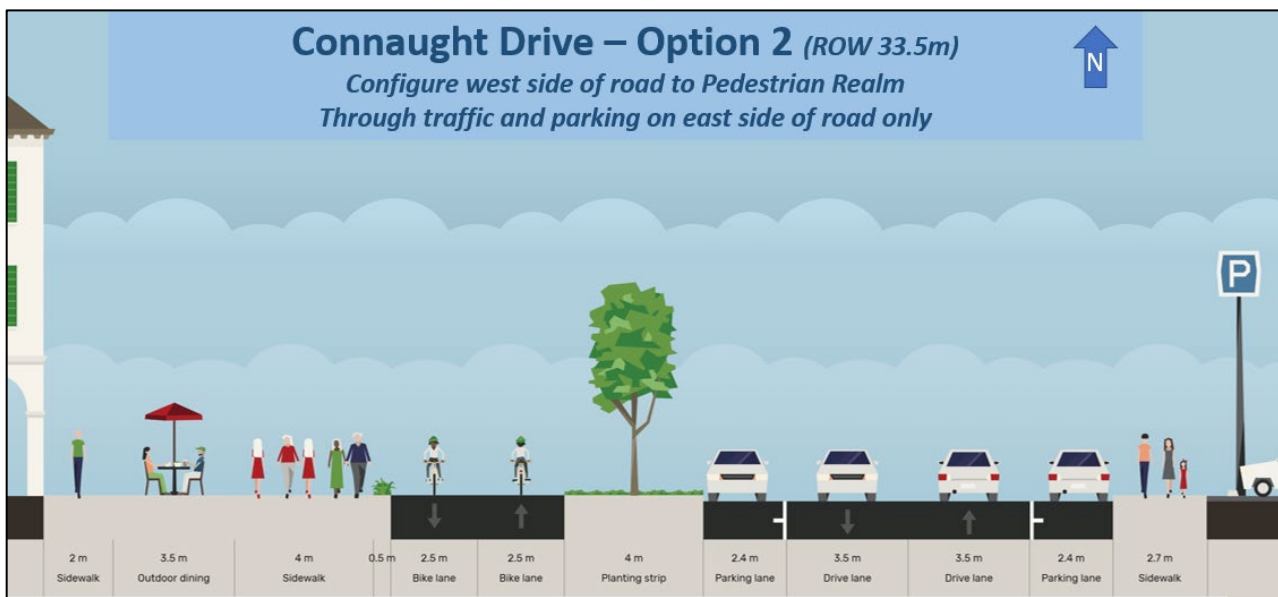 Connaught Drive – Option 2 (ROW 33.5m)
Configure west side of road to Pedestrian Realm
Through traffic and parking on east side of road only
N
P
2 m 3.5 m 4 m 0.5 m 2.5 m 2.5 m 4 m 2.4 m 3.5 m 3.5 m 2.4 m 2.7 m
Sidewalk Outdoor dining Sidewalk Bike lane Bike lane Planting strip Parking lane Drive lane Drive lane Parking lane Sidewalk